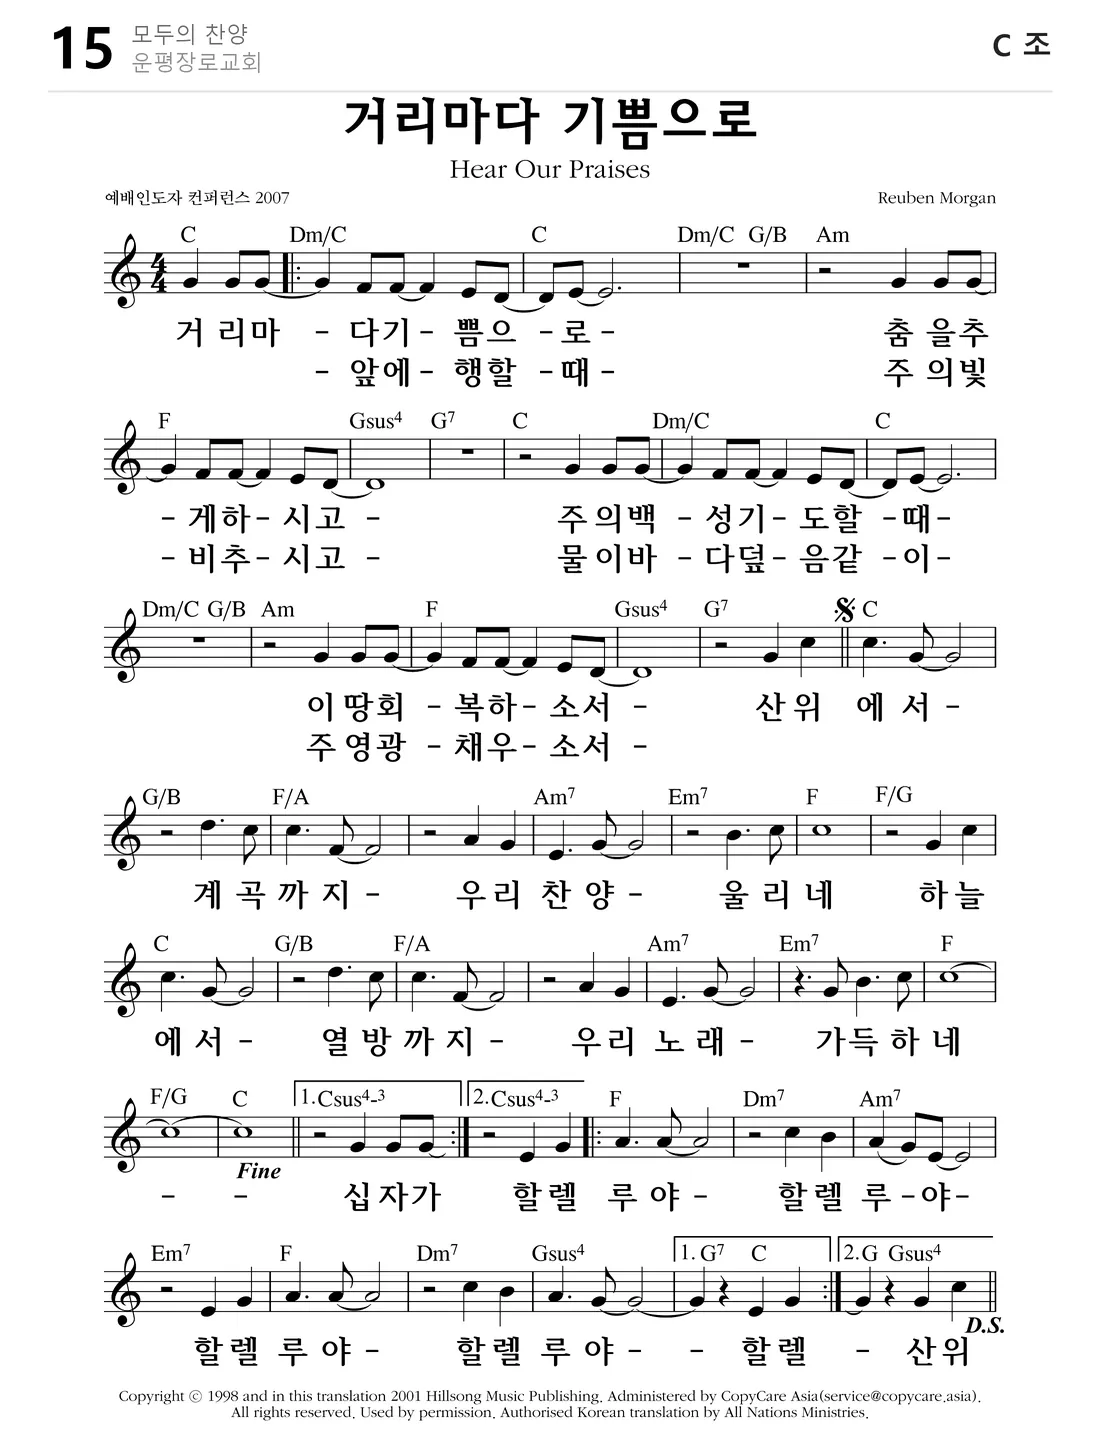 15 모두의 찬양
운평장로교회
C 조
거리마다 기쁨으로
Hear Our Praises
예배인도자 컨퍼런스 2007
Reuben Morgan
C Dm/C C Dm/C G/B Am
거 리마 - 다기 - 쁨으 - 로 - 춤 을추
- 앞에 - 행할 - 때 - 주 의빛
F Gsus4 G7 C Dm/C C
- 게하 - 시고 - 주 의백 - 성기 - 도할 - 때 -
- 비추 - 시고 - 물 이바 - 다덮 - 음같 - 이 -
Dm/C G/B Am F Gsus4 G7 C
이 땅회 - 복하 - 소서 - 산 위 에 서 -
주 영광 - 채우 - 소서 -
G/B F/A Am7 Em7 F F/G
계 곡 까 지 - 우 리 찬 양 - 울 리 네 하 늘
C G/B F/A Am7 Em7 F
에 서 - 열 방 까 지 - 우 리 노 래 - 가 득 하 네
F/G C 1. Csus4-3 2. Csus4-3 F Dm7 Am7
Fine
- - 십 자가 할 렐 루 야 - 할 렐 루 - 야 -
Em7 F Dm7 Gsus4 1. G7 C 2. G Gsus4
D.S.
할 렐 루 야 - 할 렐 루 야 - - 할 렐 - 산 위
Copyright ⓒ 1998 and in this translation 2001 Hillsong Music Publishing. Administered by CopyCare Asia(service@copycare.asia).
All rights reserved. Used by permission. Authorised Korean translation by All Nations Ministries.